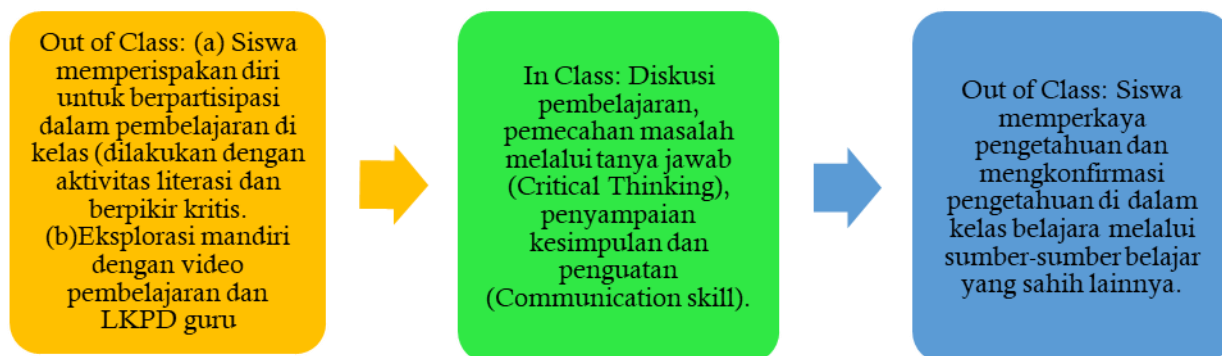 Out of Class: (a) Siswa
memperispakan diri
untuk berpartisipasi
dalam pembelajaran di
kelas (dilakukan dengan
aktivitas literasi dan
berpikir kritis.
(b)Eksplorasi mandiri
dengan video
pembelajaran dan
LKPD guru
In Class: Diskusi
pembelajaran,
pemecahan masalah
melalui tanya jawab
(Critical Thinking),
penyampaian
kesimpulan dan
penguatan
(Communication skill).
Out of Class: Siswa
memperkaya
pengetahuan dan
mengkonfirmasi
pengetahuan di dalam
kelas belajara melalui
sumber-sumber belajar
yang sahih lainnya.